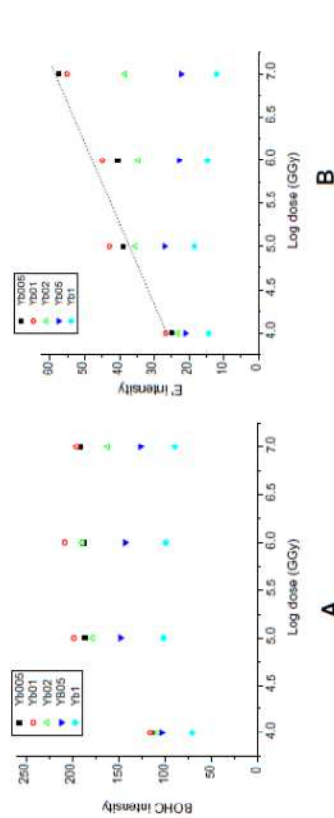 Yb005
Yb01
Yb02
YB05
Yb1
250
200
150
100
50
0
BOHC intensity
4.0 4.5 5.0 5.5 6.0 6.5 7.0
Log dose (GGy)
A
Yb005
Yb01
Yb02
Yb05
Yb1
60
50
40
30
20
10
0
E' intensity
4.0 4.5 5.0 5.5 6.0 6.5 7.0
Log dose (GGy)
B